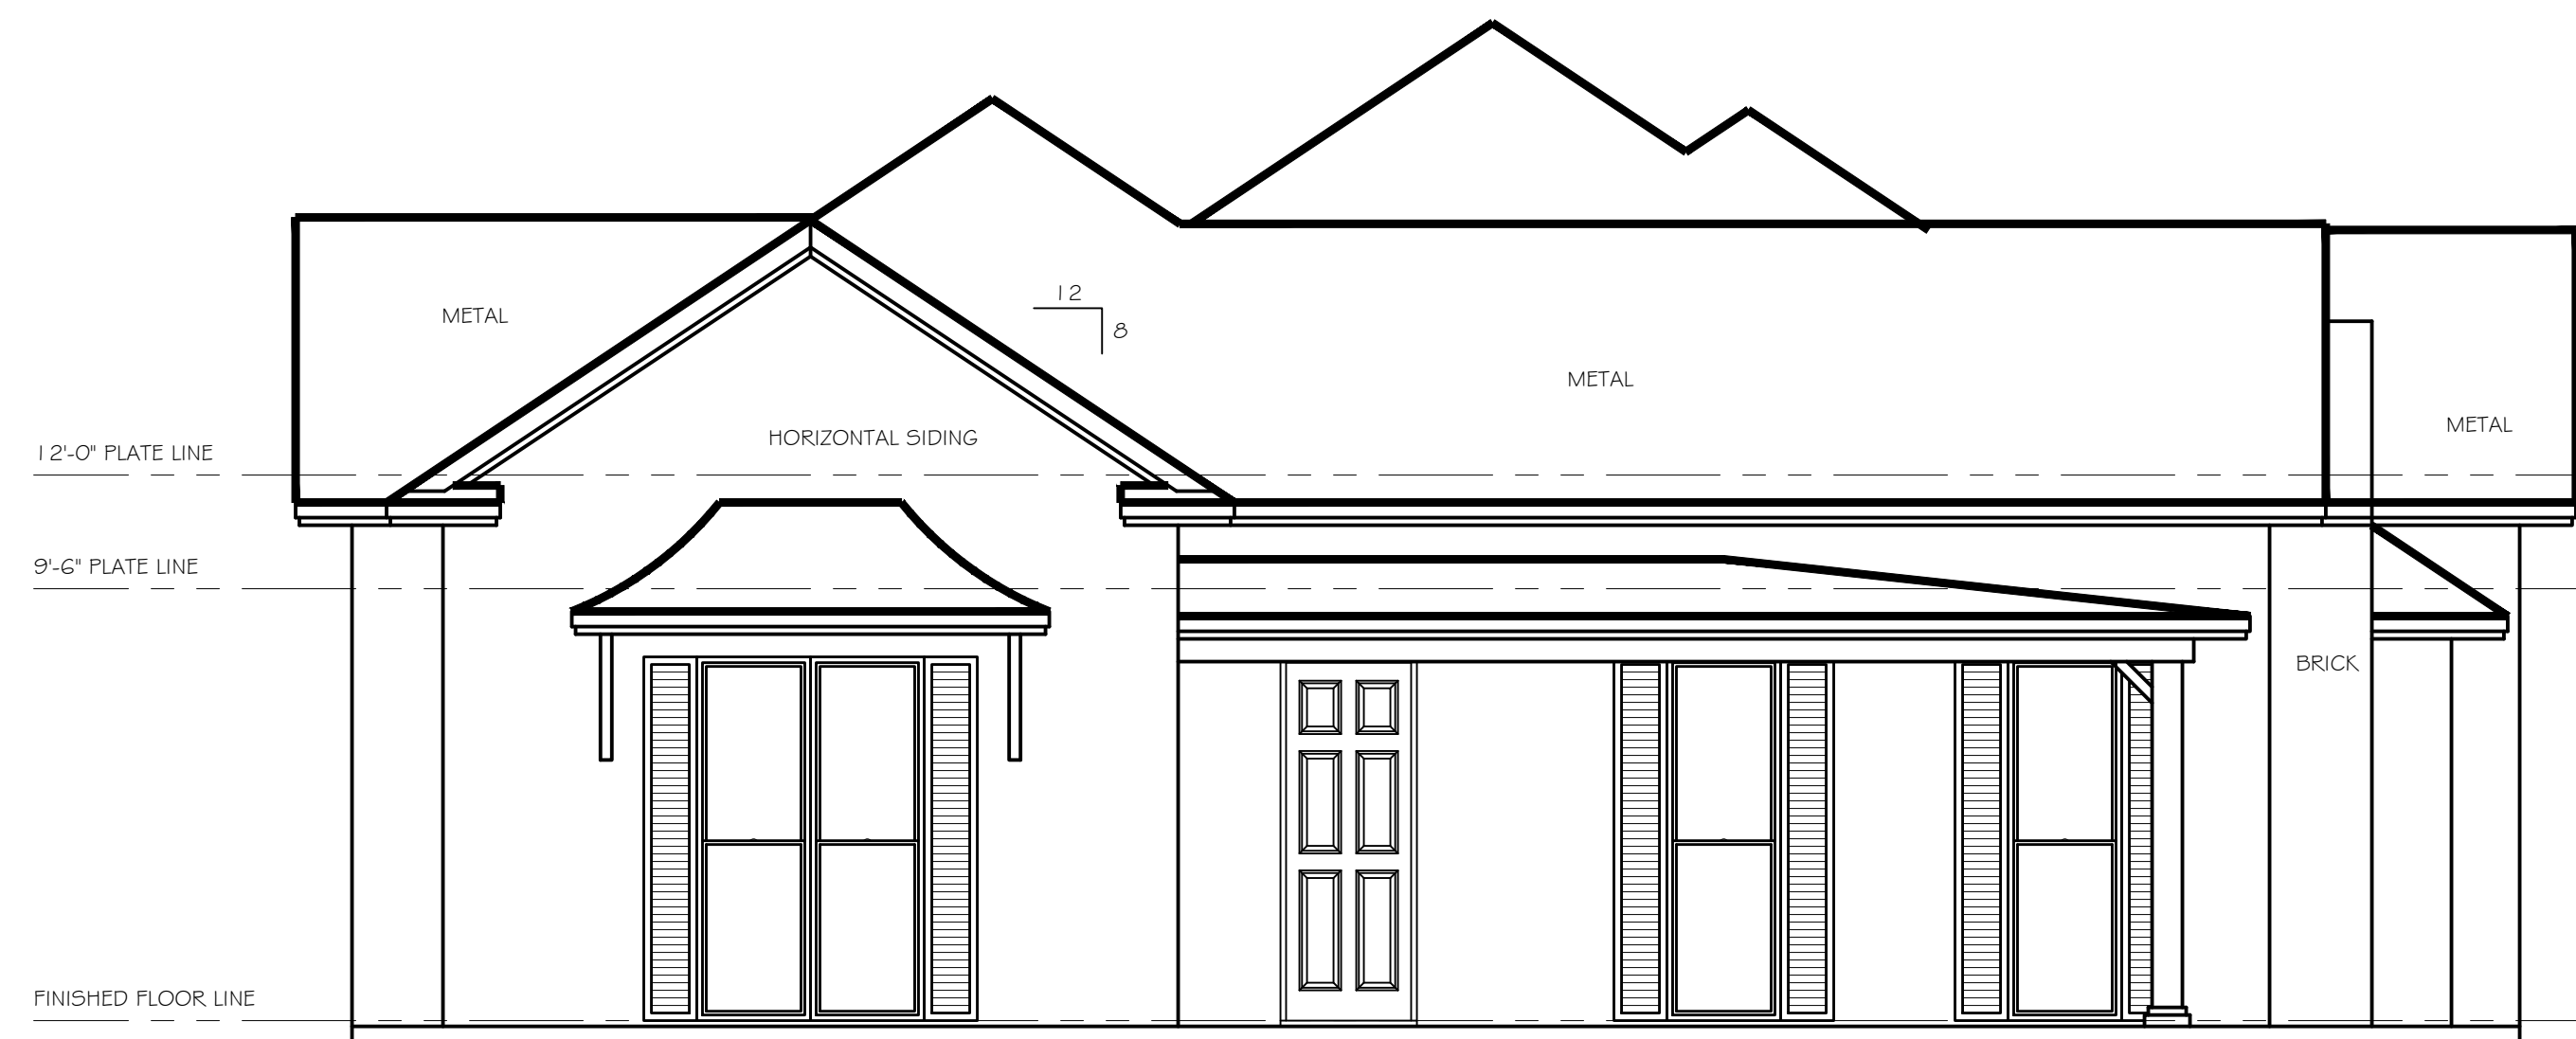 12
8
METAL
METAL
METAL
HORIZONTAL SIDING
12'-0" PLATE LINE
9'-6" PLATE LINE
BRICK
FINISHED FLOOR LINE